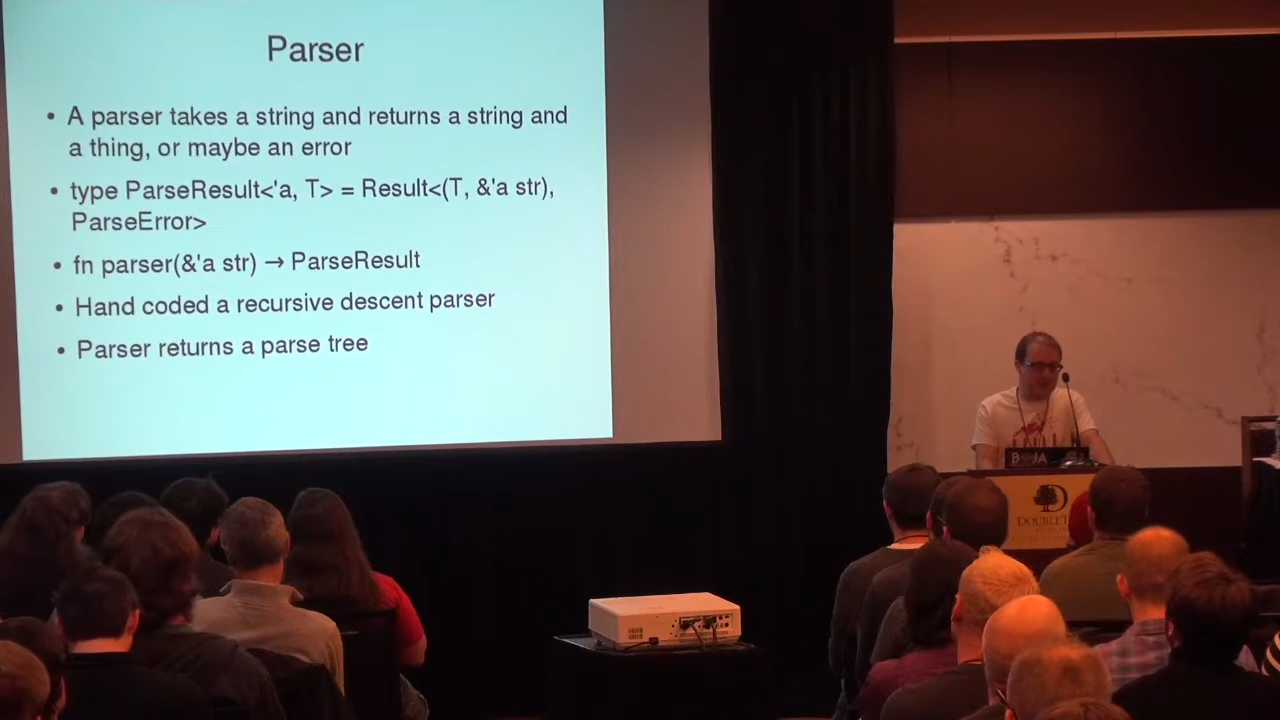 Parser
• A parser takes a string and returns a string and
a thing, or maybe an error
• type ParseResult<'a, T> = Result<(T, &'a str),
ParseError>
• fn parser(&'a str) → ParseResult
• Hand coded a recursive descent parser
• Parser returns a parse tree
D